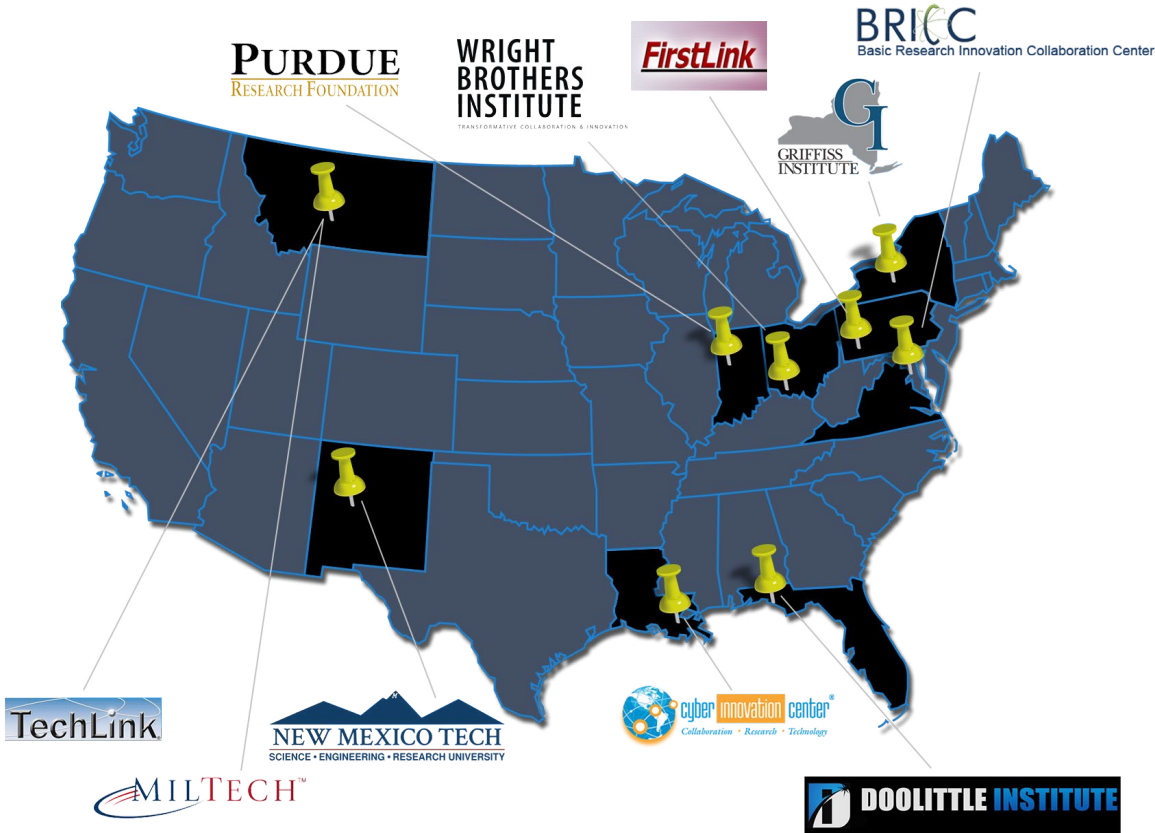 PURDUE
RESEARCH FOUNDATION
WRIGHT
BROTHERS
INSTITUTE
TRANSFORMATIVE COLLABORATION & INNOVATION
FirstLink
BRICC
Basic Research Innovation Collaboration Center
GI
GRIFFISS
INSTITUTE
TechLink
MILTECH™
NEW MEXICO TECH
SCIENCE • ENGINEERING • RESEARCH UNIVERSITY
cyber innovation center®
Collaboration • Research • Technology
DI DOOLITTLE INSTITUTE